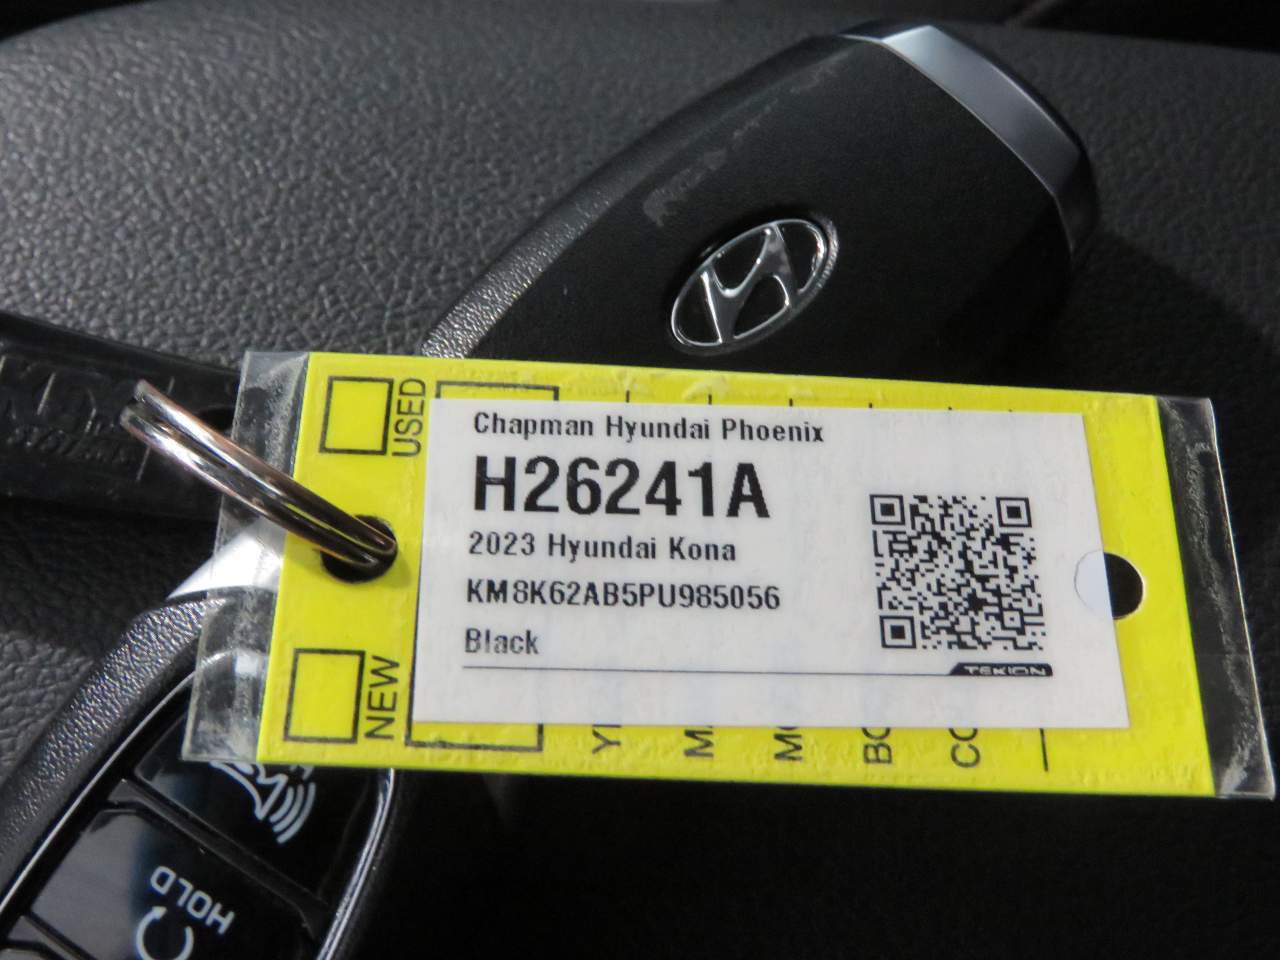 USED
Chapman Hyundai Phoenix
H26241A
2023 Hyundai Kona
KM8K62AB5PU985056
Black
TEKION
NEW
HOLD